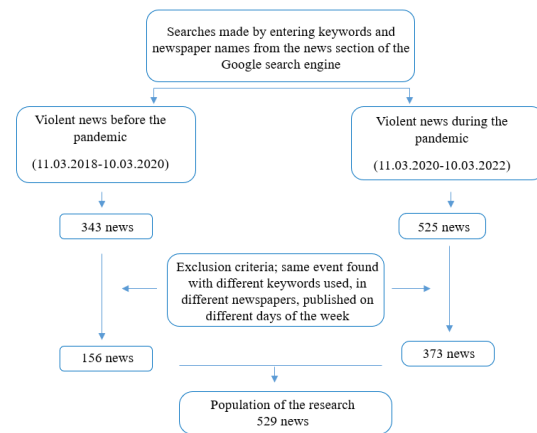 Searches made by entering keywords and
newspaper names from the news section of the
Google search engine
Violent news before the
pandemic
(11.03.2018-10.03.2020)
Violent news during the
pandemic
(11.03.2020-10.03.2022)
343 news
525 news
Exclusion criteria; same event found
with different keywords used, in
different newspapers, published on
different days of the week
156 news
373 news
Population of the research
529 news